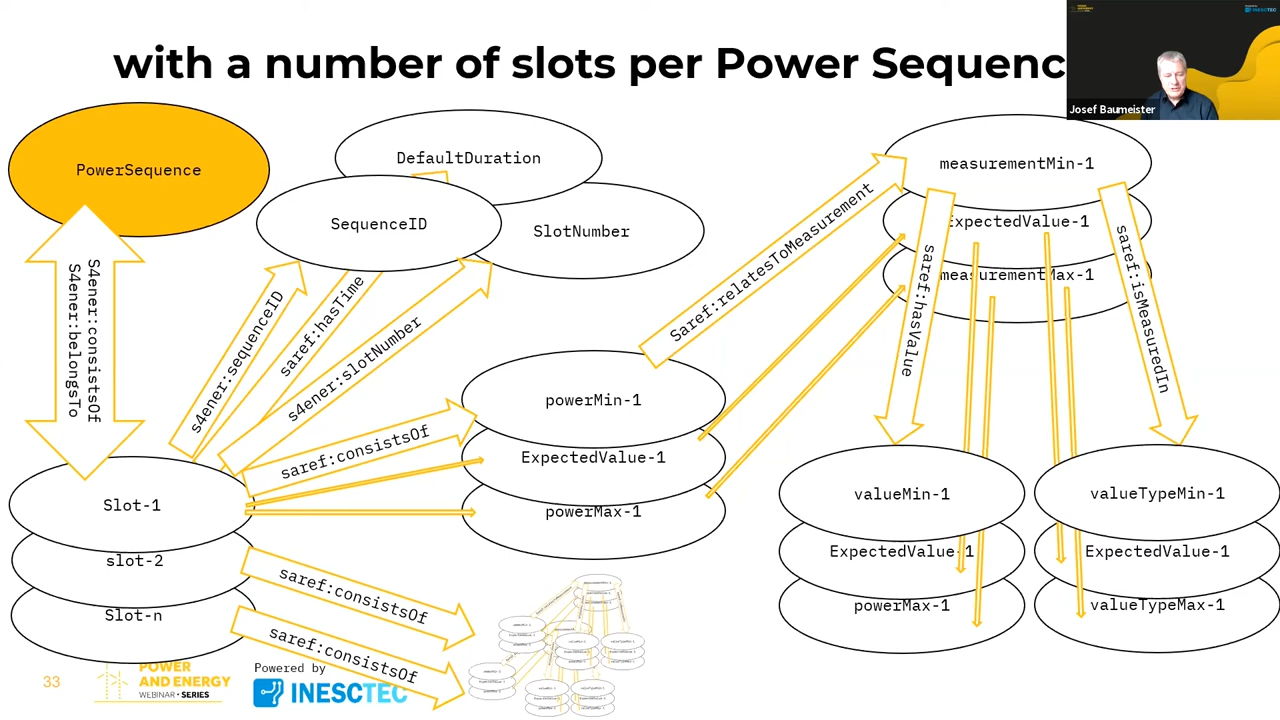 with a number of slots per Power Sequenc
Josef Baumeister
INESCTEC
PowerSequence
DefaultDuration
SequenceID
SlotNumber
measurementMin-1
ExpectedValue-1
measurementMax-1
S4ener:consistsOf
S4ener:belongsTo
s4ener:sequenceID
saref:hasTime
s4ener:slotNumber
Saref:relatesToMeasurement
saref:hasValue
saref:isMeasuredIn
saref:consistsOf
powerMin-1
ExpectedValue-1
powerMax-1
Slot-1
slot-2
Slot-n
valueMin-1
ExpectedValue-1
powerMax-1
valueTypeMin-1
ExpectedValue-1
valueTypeMax-1
saref:consistsOf
saref:consistsOf
33
POWER
AND ENERGY
WEBINAR • SERIES
Powered by
INESCTEC